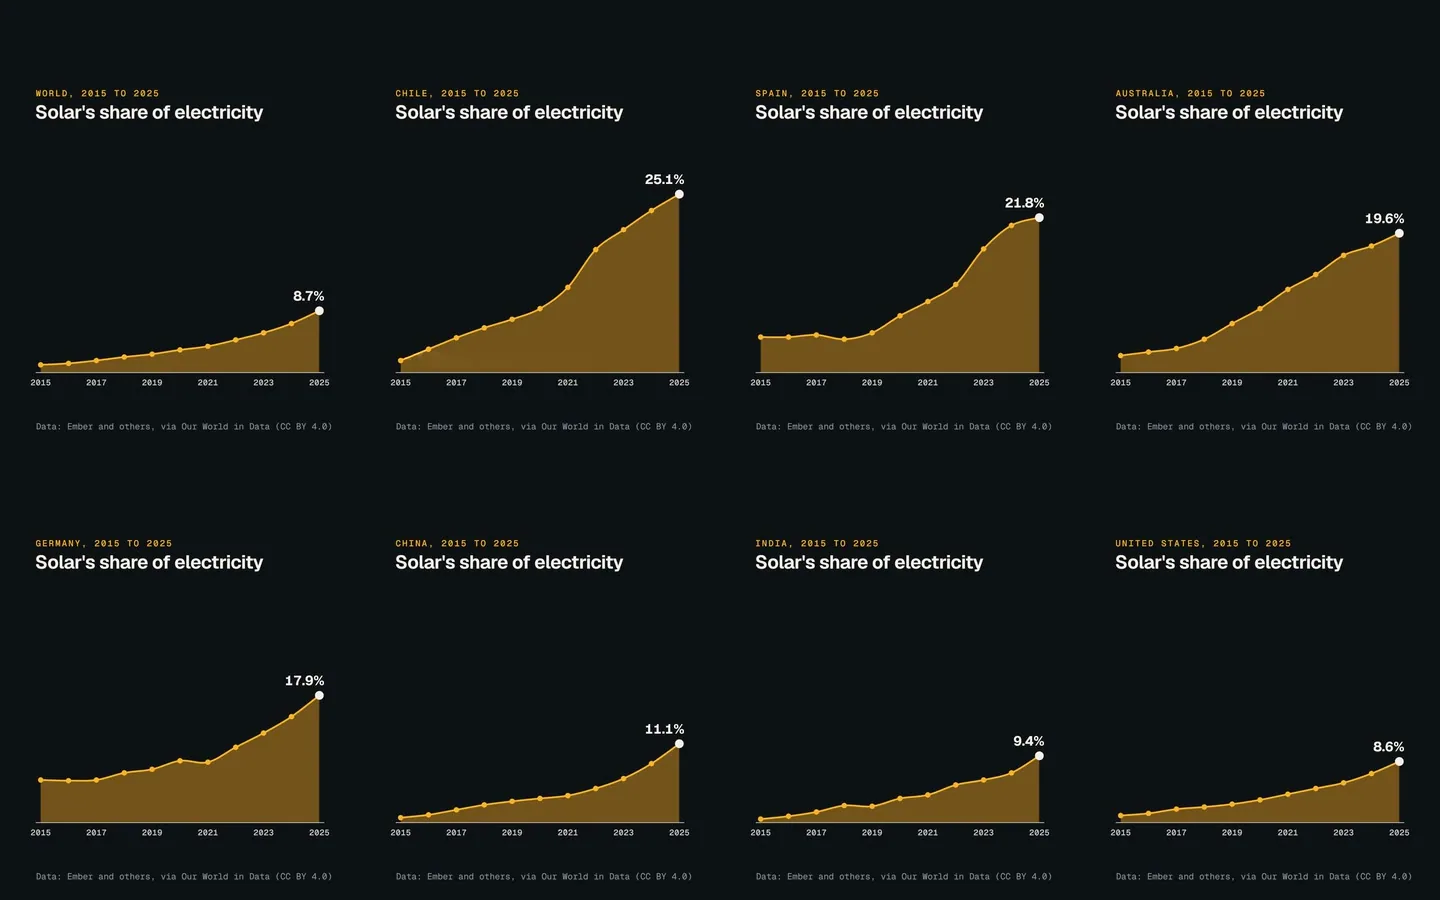 WORLD, 2015 TO 2025
Solar's share of electricity
8.7%
2015 2017 2019 2021 2023 2025
Data: Ember and others, via Our World in Data (CC BY 4.0)
CHILE, 2015 TO 2025
Solar's share of electricity
25.1%
2015 2017 2019 2021 2023 2025
Data: Ember and others, via Our World in Data (CC BY 4.0)
SPAIN, 2015 TO 2025
Solar's share of electricity
21.8%
2015 2017 2019 2021 2023 2025
Data: Ember and others, via Our World in Data (CC BY 4.0)
AUSTRALIA, 2015 TO 2025
Solar's share of electricity
19.6%
2015 2017 2019 2021 2023 2025
Data: Ember and others, via Our World in Data (CC BY 4.0)
GERMANY, 2015 TO 2025
Solar's share of electricity
17.9%
2015 2017 2019 2021 2023 2025
Data: Ember and others, via Our World in Data (CC BY 4.0)
CHINA, 2015 TO 2025
Solar's share of electricity
11.1%
2015 2017 2019 2021 2023 2025
Data: Ember and others, via Our World in Data (CC BY 4.0)
INDIA, 2015 TO 2025
Solar's share of electricity
9.4%
2015 2017 2019 2021 2023 2025
Data: Ember and others, via Our World in Data (CC BY 4.0)
UNITED STATES, 2015 TO 2025
Solar's share of electricity
8.6%
2015 2017 2019 2021 2023 2025
Data: Ember and others, via Our World in Data (CC BY 4.0)